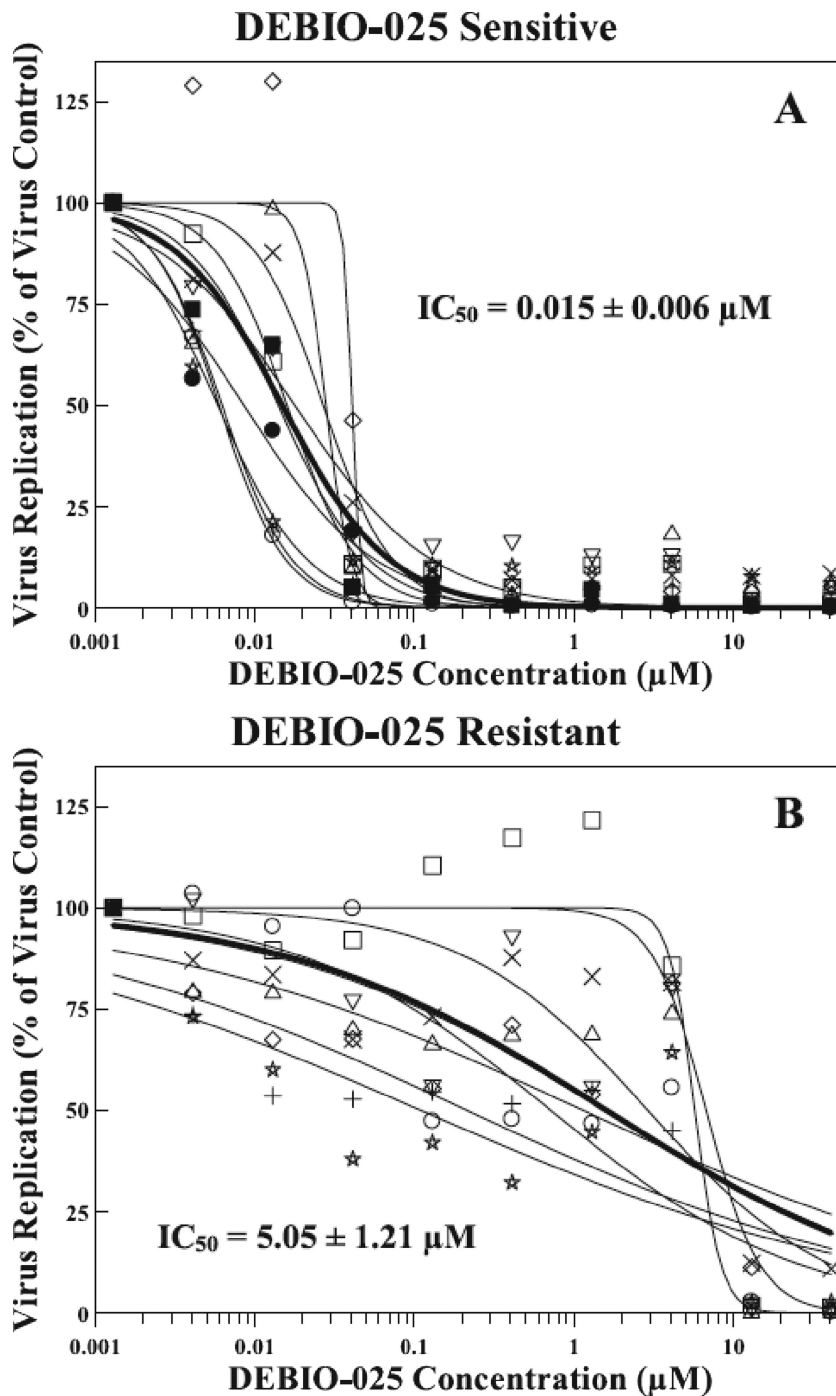 DEBIO-025 Sensitive
A
Virus Replication (% of Virus Control)
125
100
75
50
25
0
IC₅₀ = 0.015 ± 0.006 µM
0.001 0.01 0.1 1 10
DEBIO-025 Concentration (µM)
DEBIO-025 Resistant
B
Virus Replication (% of Virus Control)
125
100
75
50
25
0
IC₅₀ = 5.05 ± 1.21 µM
0.001 0.01 0.1 1 10
DEBIO-025 Concentration (µM)